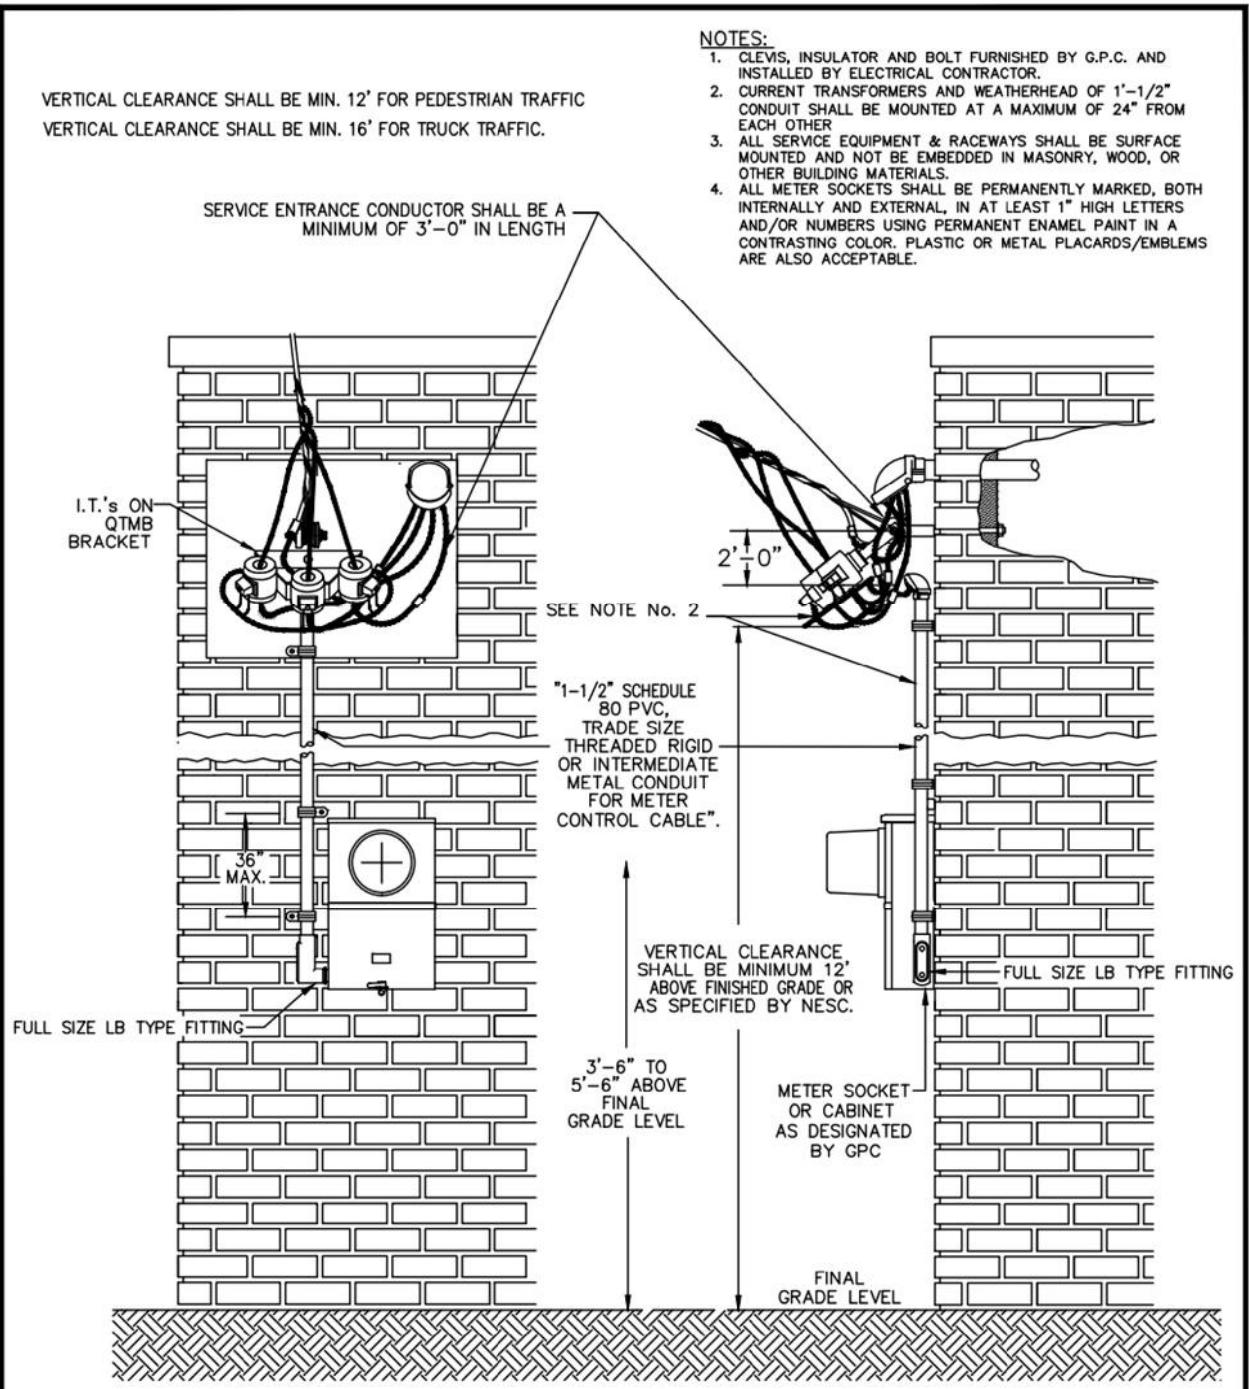 NOTES:
1. CLEVIS, INSULATOR AND BOLT FURNISHED BY G.P.C. AND
INSTALLED BY ELECTRICAL CONTRACTOR.
2. CURRENT TRANSFORMERS AND WEATHERHEAD OF 1'-1/2"
CONDUIT SHALL BE MOUNTED AT A MAXIMUM OF 24" FROM
EACH OTHER
3. ALL SERVICE EQUIPMENT & RACEWAYS SHALL BE SURFACE
MOUNTED AND NOT BE EMBEDDED IN MASONRY, WOOD, OR
OTHER BUILDING MATERIALS.
4. ALL METER SOCKETS SHALL BE PERMANENTLY MARKED, BOTH
INTERNALLY AND EXTERNAL, IN AT LEAST 1" HIGH LETTERS
AND/OR NUMBERS USING PERMANENT ENAMEL PAINT IN A
CONTRASTING COLOR. PLASTIC OR METAL PLACARDS/EMBLEMS
ARE ALSO ACCEPTABLE.
VERTICAL CLEARANCE SHALL BE MIN. 12' FOR PEDESTRIAN TRAFFIC
VERTICAL CLEARANCE SHALL BE MIN. 16' FOR TRUCK TRAFFIC.
SERVICE ENTRANCE CONDUCTOR SHALL BE A
MINIMUM OF 3'-0" IN LENGTH
I.T.'s ON
QTMB
BRACKET
2'-0"
SEE NOTE No. 2
"1-1/2" SCHEDULE
80 PVC,
TRADE SIZE
THREADED RIGID
OR INTERMEDIATE
METAL CONDUIT
FOR METER
CONTROL CABLE".
36"
MAX.
VERTICAL CLEARANCE
SHALL BE MINIMUM 12'
ABOVE FINISHED GRADE OR
AS SPECIFIED BY NESC.
FULL SIZE LB TYPE FITTING
FULL SIZE LB TYPE FITTING
3'-6" TO
5'-6" ABOVE
FINAL
GRADE LEVEL
METER SOCKET
OR CABINET
AS DESIGNATED
BY GPC
FINAL
GRADE LEVEL